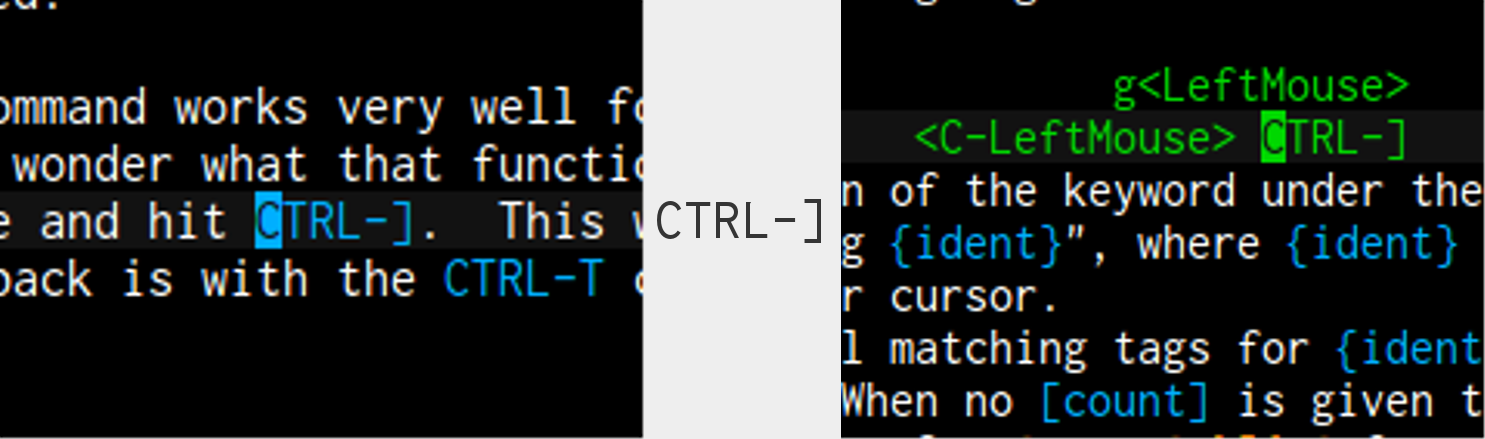 ommand works very well
wonder what that functio
and hit CTRL-]. This
back is with the CTRL-T
CTRL-]
g<LeftMouse>
<C-LeftMouse> CTRL-]
n of the keyword under the
g {ident}", where {ident}
r cursor.
l matching tags for {ident
When no [count] is given t